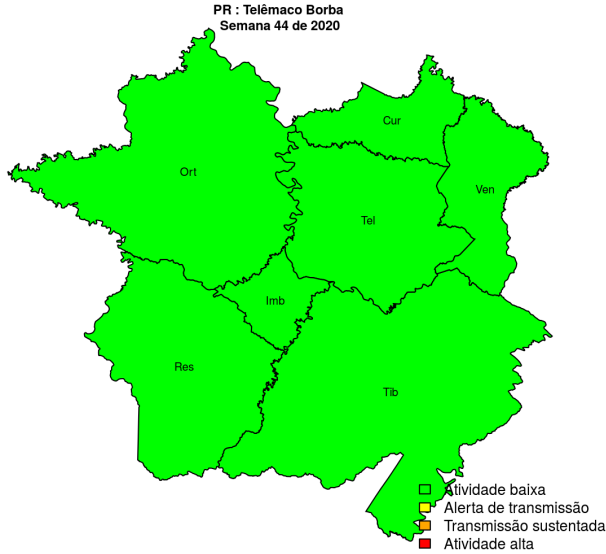 PR : Telêmaco Borba
Semana 44 de 2020
Cur
Ort
Ven
Tel
Imb
Res
Tib
Atividade baixa
Alerta de transmissão
Transmissão sustentada
Atividade alta